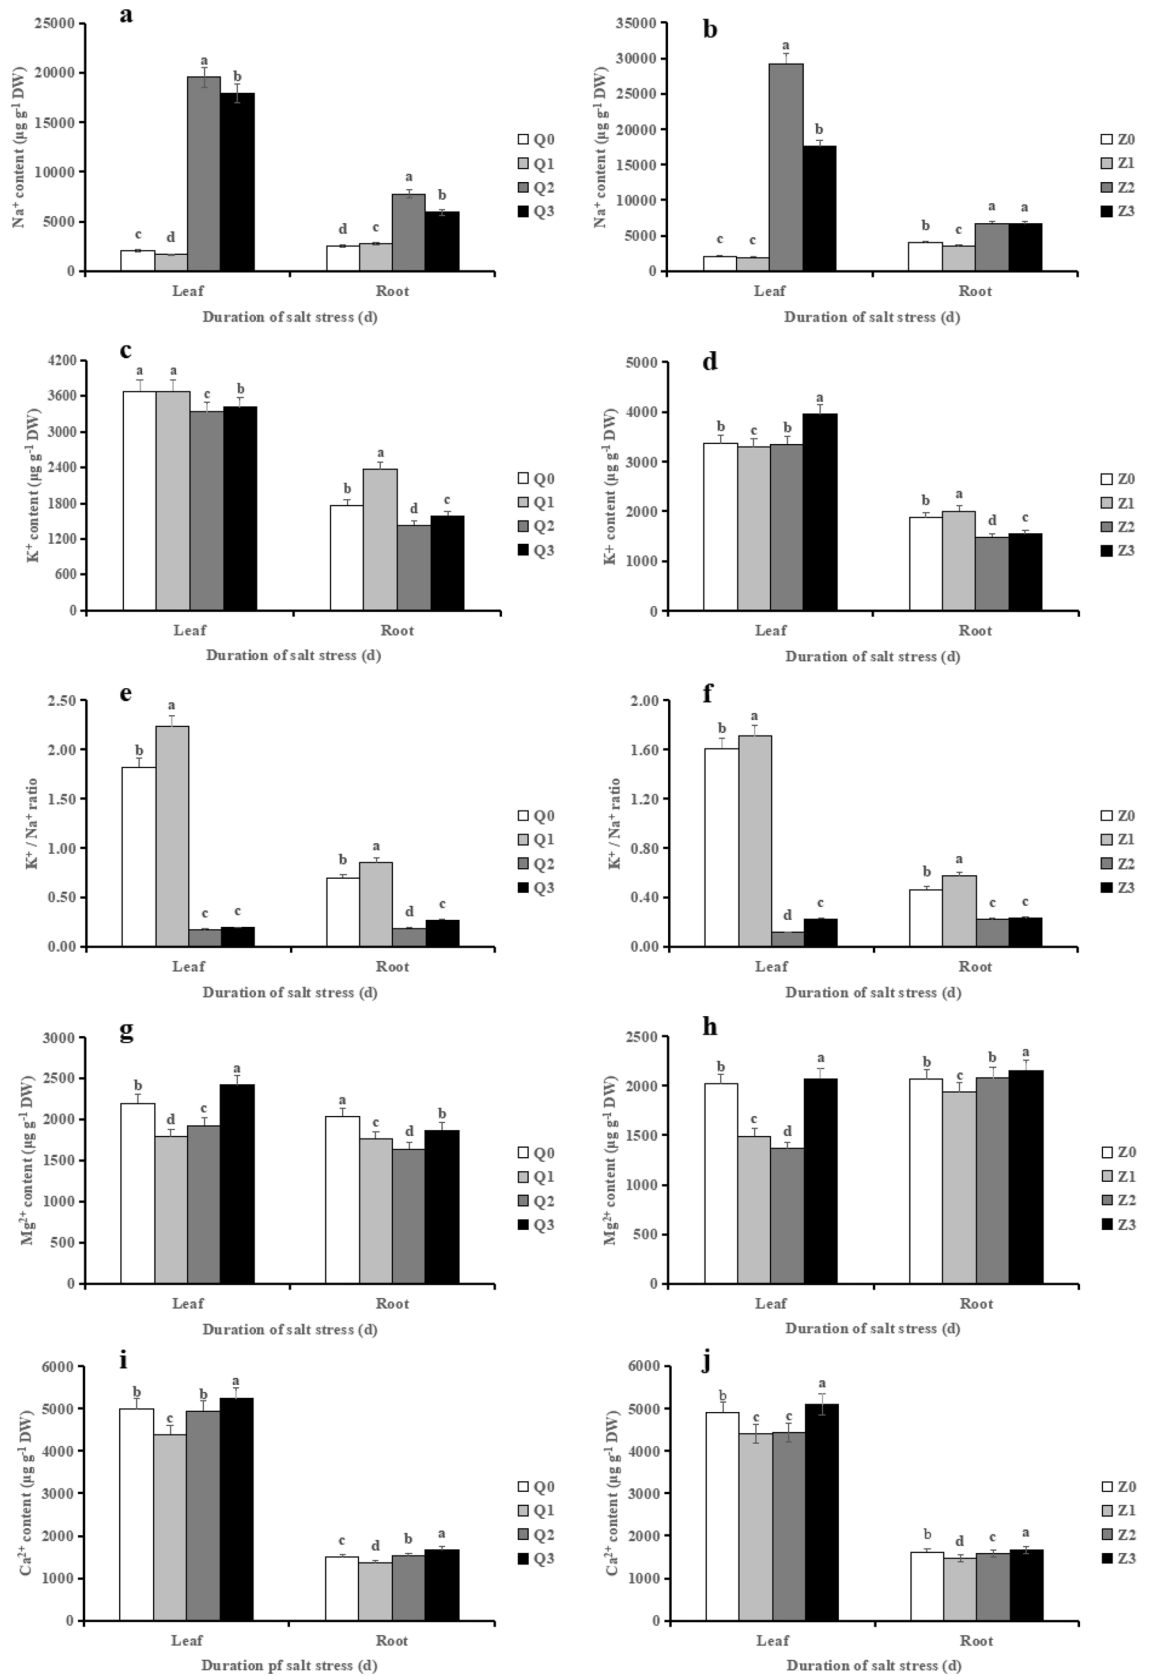 a
Na⁺ content (µg g⁻¹ DW)
25000
20000
15000
10000
5000
0
c d a b
d c a b
Leaf Root
Duration of salt stress (d)
Q0
Q1
Q2
Q3
b
Na⁺ content (µg g⁻¹ DW)
35000
30000
25000
20000
15000
10000
5000
0
c c a b
b c a a
Leaf Root
Duration of salt stress (d)
Z0
Z1
Z2
Z3
c
K⁺ content (µg g⁻¹ DW)
4200
3600
3000
2400
1800
1200
600
0
a a c b
b a d c
Leaf Root
Duration of salt stress (d)
Q0
Q1
Q2
Q3
d
K+ content (µg g⁻¹ DW)
5000
4000
3000
2000
1000
0
b c b a
b a d c
Leaf Root
Duration of salt stress (d)
Z0
Z1
Z2
Z3
e
K⁺ / Na⁺ ratio
2.50
2.00
1.50
1.00
0.50
0.00
b a c c
b a d c
Leaf Root
Duration of salt stress (d)
Q0
Q1
Q2
Q3
f
K⁺ / Na⁺ ratio
2.00
1.60
1.20
0.80
0.40
0.00
b a d c
b a c c
Leaf Root
Duration of salt stress (d)
Z0
Z1
Z2
Z3
g
Mg²⁺ content (µg g⁻¹ DW)
3000
2500
2000
1500
1000
500
0
b d c a
a c d b
Leaf Root
Duration of salt stress (d)
Q0
Q1
Q2
Q3
h
Mg²⁺ content (µg g⁻¹ DW)
2500
2000
1500
1000
500
0
b c d a
b c b a
Leaf Root
Duration of salt stress (d)
Z0
Z1
Z2
Z3
i
Ca²⁺ content (µg g⁻¹ DW)
6000
5000
4000
3000
2000
1000
0
b c b a
c d b a
Leaf Root
Duration pf salt stress (d)
Q0
Q1
Q2
Q3
j
Ca²⁺ content (µg g⁻¹ DW)
6000
5000
4000
3000
2000
1000
0
b c c a
b d c a
Leaf Root
Duration of salt stress (d)
Z0
Z1
Z2
Z3